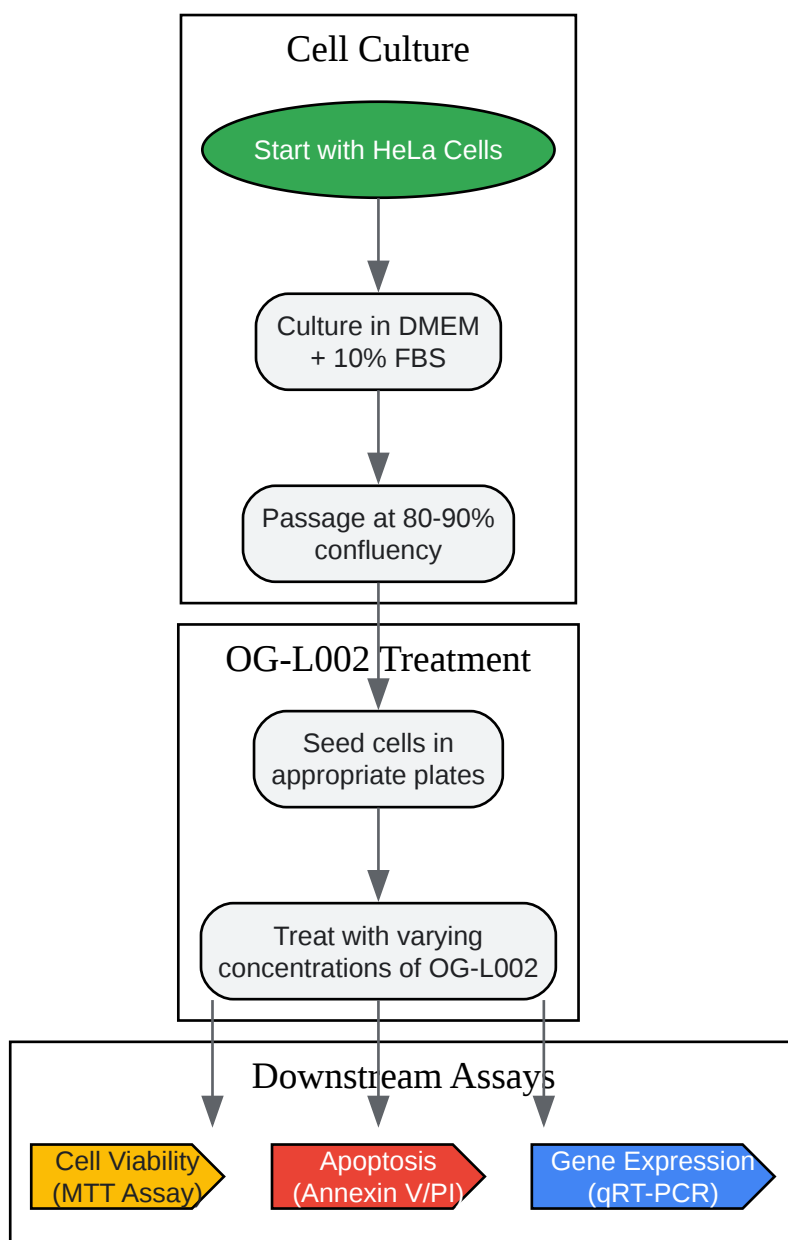 Cell Culture
Start with HeLa Cells
Culture in DMEM
+ 10% FBS
Passage at 80-90%
confluency
OG-L002 Treatment
Seed cells in
appropriate plates
Treat with varying
concentrations of OG-L002
Downstream Assays
Cell Viability
(MTT Assay)
Apoptosis
(Annexin V/PI)
Gene Expression
(qRT-PCR)